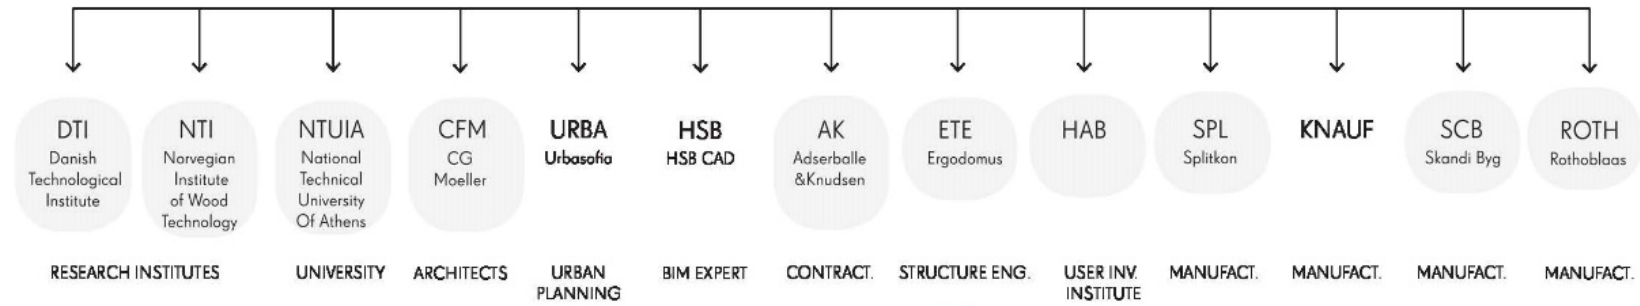 DTI
Danish
Technological
Institute
NTI
Norvegian
Institute
of Wood
Technology
NTUIA
National
Technical
University
Of Athens
CFM
CG
Moeller
URBA
Urbasofia
HSB
HSB CAD
AK
Adserballe
&Knudsen
ETE
Ergodomus
HAB
SPL
Splitkon
KNAUF
SCB
Skandi Byg
ROTH
Rothoblaas
RESEARCH INSTITUTES
UNIVERSITY
ARCHITECTS
URBAN
PLANNING
BIM EXPERT
CONTRACT.
STRUCTURE ENG.
USER INV.
INSTITUTE
MANUFACT.
MANUFACT.
MANUFACT.
MANUFACT.